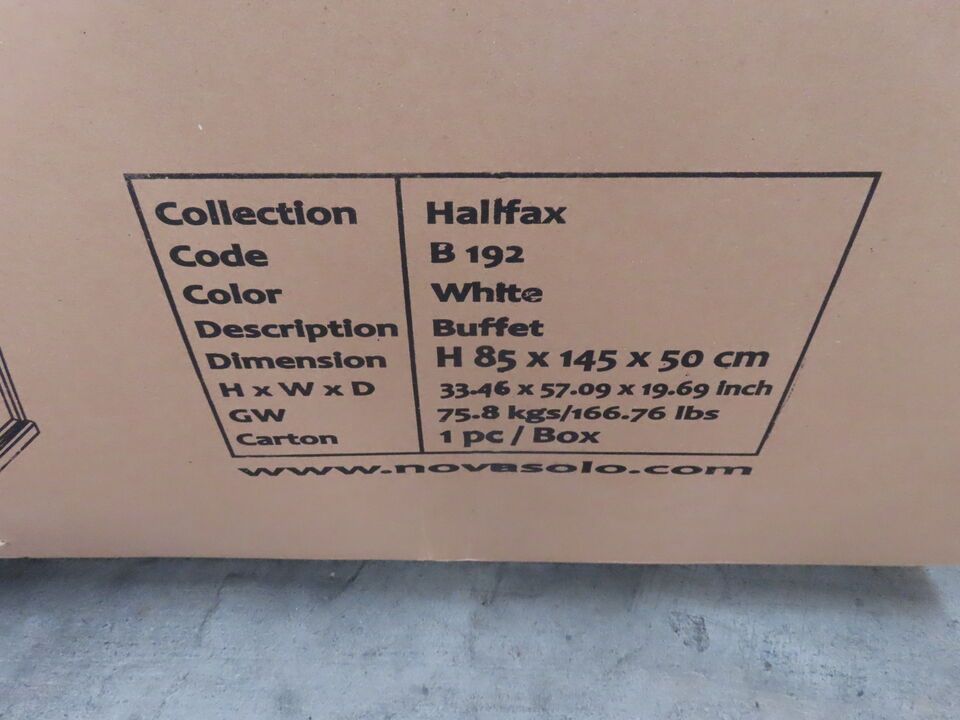 Collection Halifax
Code B 192
Color White
Description Buffet
Dimension H 85 x 145 x 50 cm
H x W x D 33.46 x 57.09 x 19.69 inch
GW 75.8 kgs/166.76 lbs
Carton 1 pc / Box
www.novasolo.com